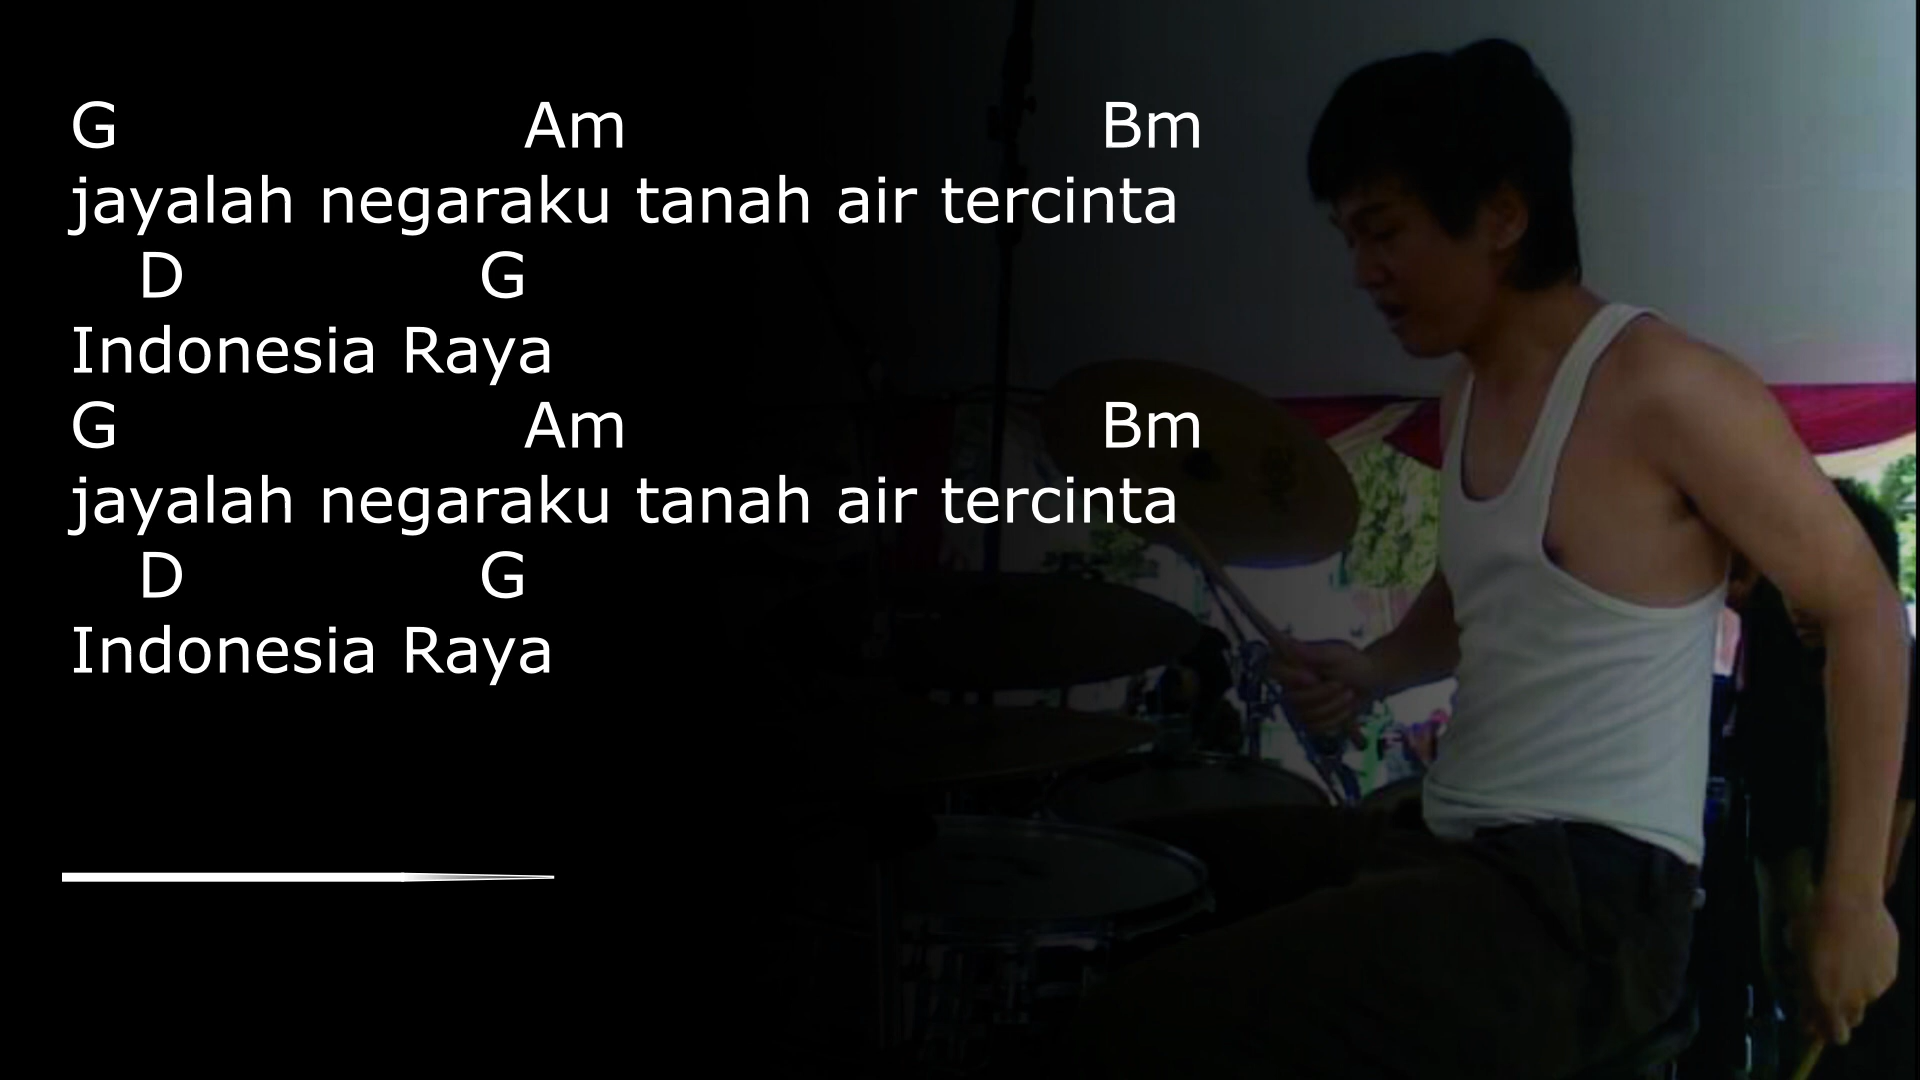 G Am Bm
jayalah negaraku tanah air tercinta
D G
Indonesia Raya
G Am Bm
jayalah negaraku tanah air tercinta
D G
Indonesia Raya